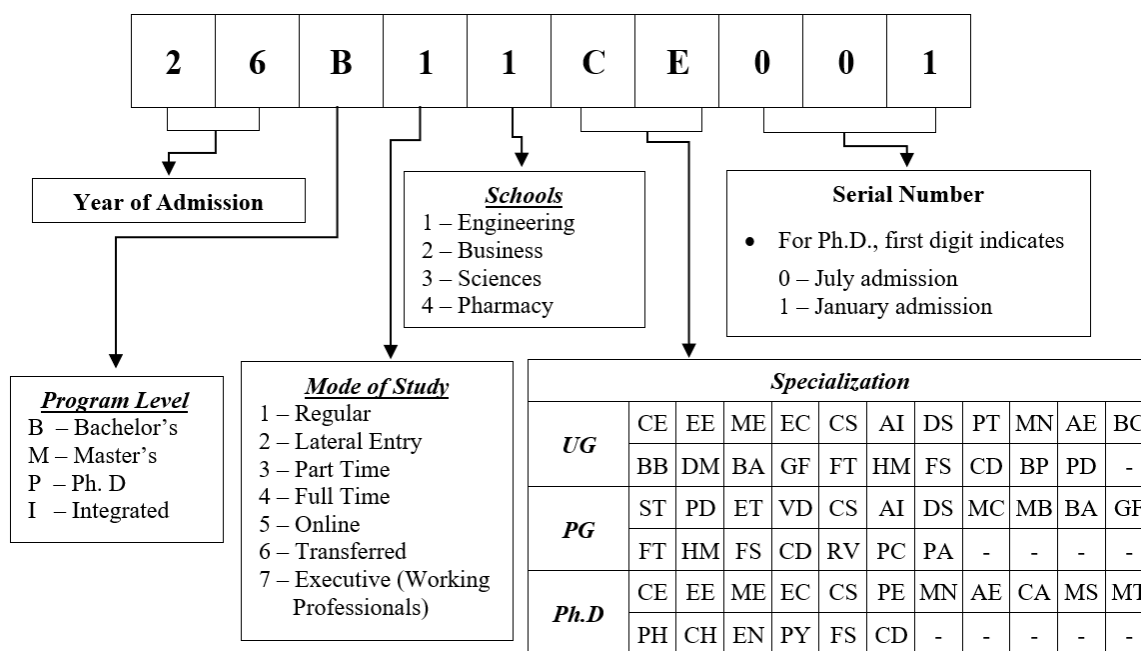 2 6 B 1 1 C E 0 0 1
Year of Admission
Schools
1 – Engineering
2 – Business
3 – Sciences
4 – Pharmacy
Serial Number
• For Ph.D., first digit indicates
0 – July admission
1 – January admission
Program Level
B – Bachelor's
M – Master's
P – Ph. D
I – Integrated
Mode of Study
1 – Regular
2 – Lateral Entry
3 – Part Time
4 – Full Time
5 – Online
6 – Transferred
7 – Executive (Working
Professionals)
Specialization
UG
CE EE ME EC CS AI DS PT MN AE BC
BB DM BA GF FT HM FS CD BP PD -
PG
ST PD ET VD CS AI DS MC MB BA GF
FT HM FS CD RV PC PA - - - -
Ph.D
CE EE ME EC CS PE MN AE CA MS MT
PH CH EN PY FS CD - - - - -